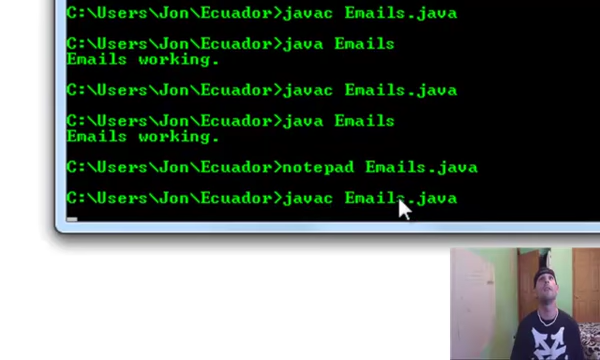 C:\Users\Jon\Ecuador>javac Emails.java
C:\Users\Jon\Ecuador>java Emails
Emails working.
C:\Users\Jon\Ecuador>javac Emails.java
C:\Users\Jon\Ecuador>java Emails
Emails working.
C:\Users\Jon\Ecuador>notepad Emails.java
C:\Users\Jon\Ecuador>javac Emails.java